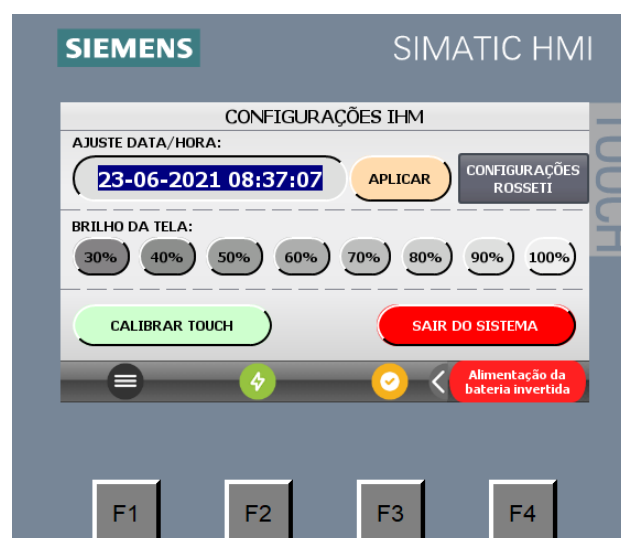 SIEMENS
SIMATIC HMI
TOUCH
CONFIGURAÇÕES IHM
AJUSTE DATA/HORA:
23-06-2021 08:37:07
APLICAR
CONFIGURAÇÕES
ROSSETI
BRILHO DA TELA:
30% 40% 50% 60% 70% 80% 90% 100%
CALIBRAR TOUCH
SAIR DO SISTEMA
Alimentação da
bateria invertida
F1 F2 F3 F4